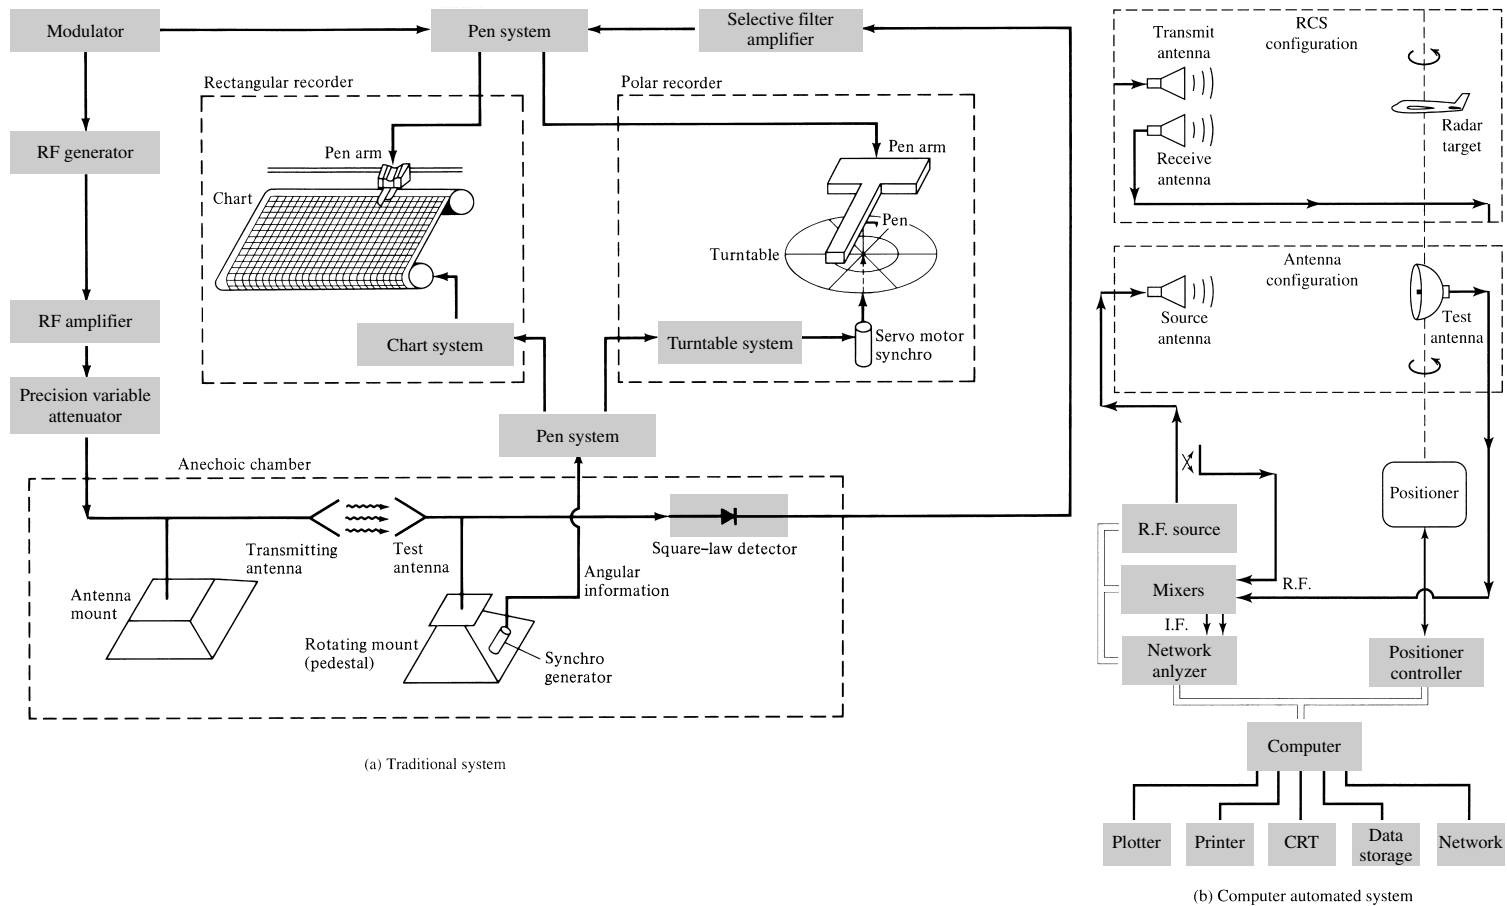 Modulator
Pen system
Selective filter
amplifier
Rectangular recorder
Polar recorder
RF generator
Pen arm
Chart
Pen arm
Pen
Turntable
RF amplifier
Chart system
Turntable system
Servo motor
synchro
Precision variable
attenuator
Pen system
Anechoic chamber
Transmitting
antenna
Test
antenna
Square-law detector
Antenna
mount
Angular
information
Rotating mount
(pedestal)
Synchro
generator
(a) Traditional system
RCS
configuration
Transmit
antenna
Radar
target
Receive
antenna
Antenna
configuration
Source
antenna
Test
antenna
Positioner
R.F. source
Mixers
R.F.
I.F.
Network
anlyzer
Positioner
controller
Computer
Plotter
Printer
CRT
Data
storage
Network
(b) Computer automated system